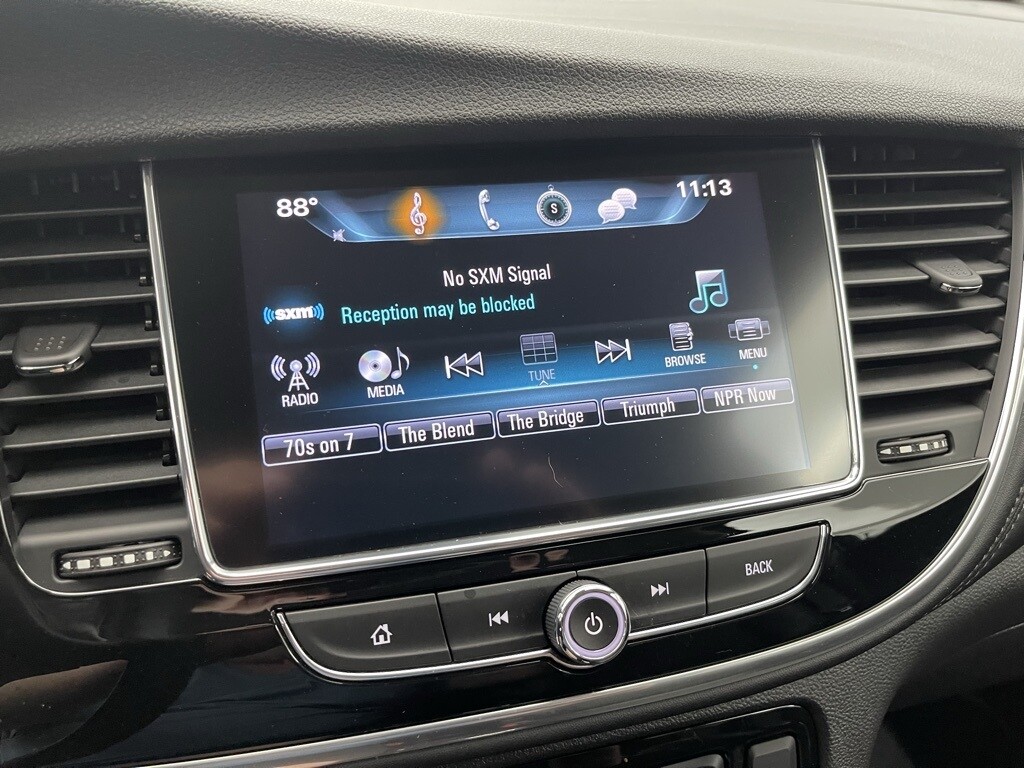 88° 11:13
S
No SXM Signal
((sxm)) Reception may be blocked
RADIO MEDIA TUNE BROWSE MENU
70s on 7 The Blend The Bridge Triumph NPR Now
BACK